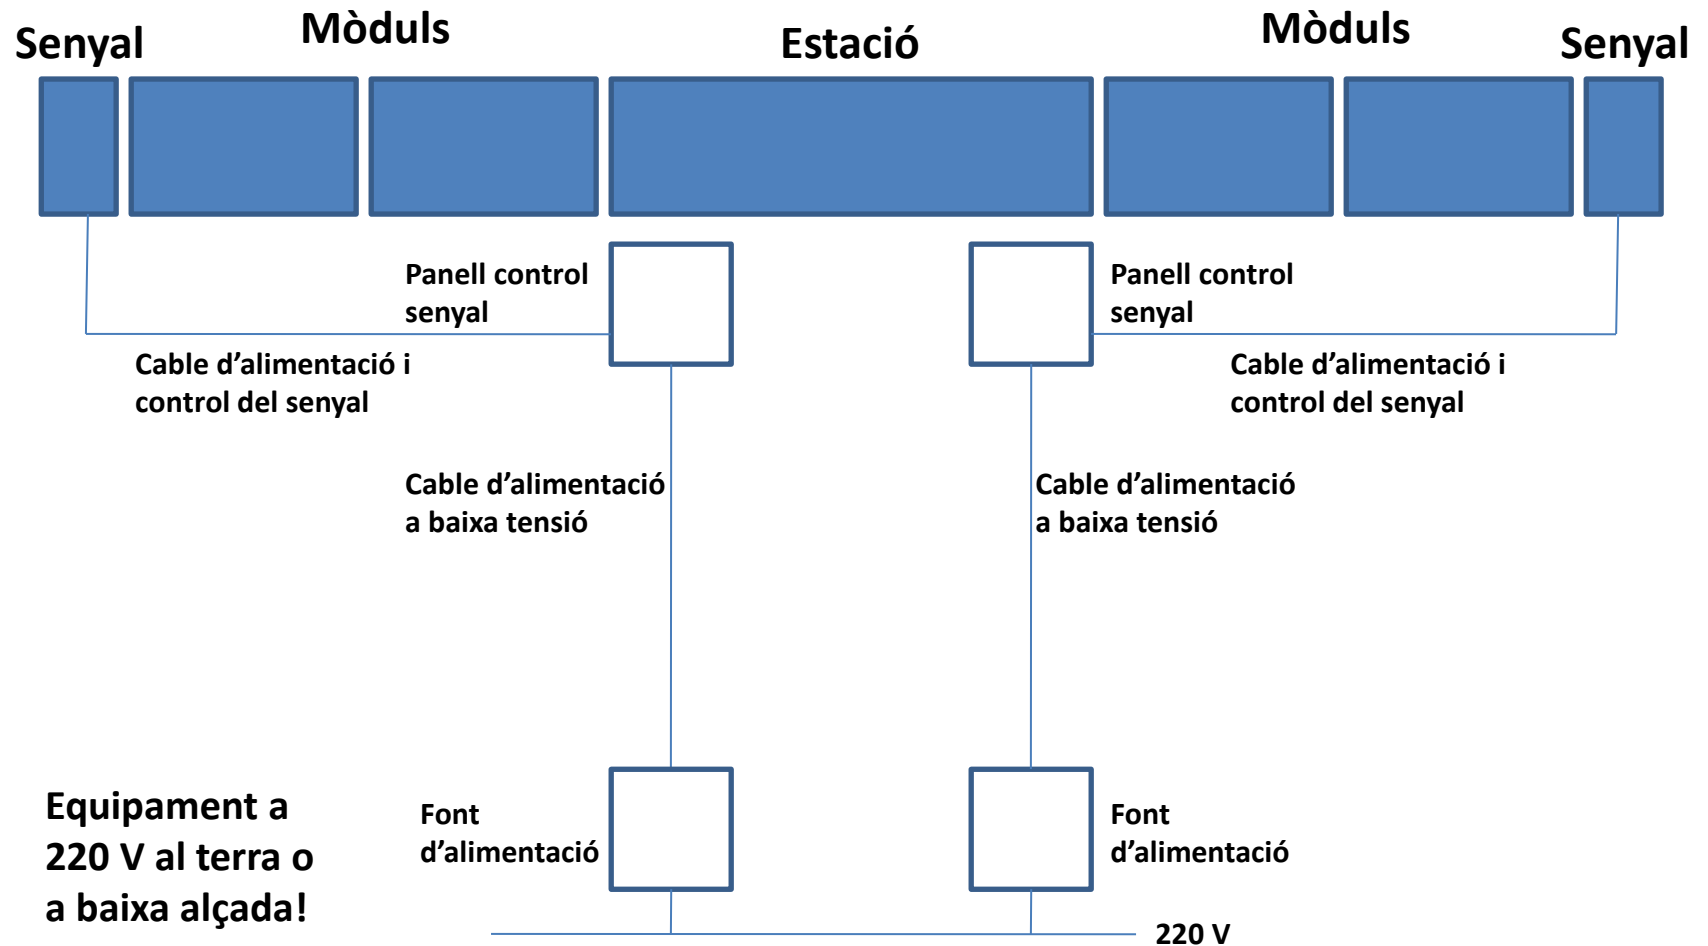 Senyal
Mòduls
Estació
Mòduls
Senyal
Panell control
senyal
Panell control
senyal
Cable d’alimentació i
control del senyal
Cable d’alimentació i
control del senyal
Cable d’alimentació
a baixa tensió
Cable d’alimentació
a baixa tensió
Equipament a
220 V al terra o
a baixa alçada!
Font
d’alimentació
Font
d’alimentació
220 V